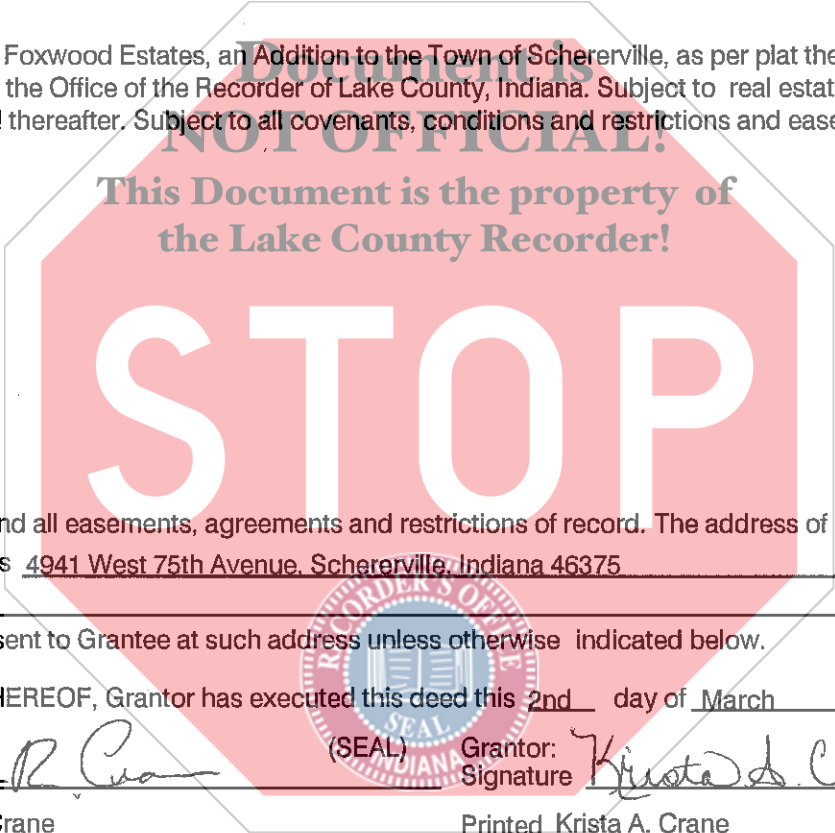 Foxwood Estates, an Addition to the Town of Schererville, as per plat the
Document is
the Office of the Recorder of Lake County, Indiana. Subject to real estat
thereafter. Subject to all covenants, conditions and restrictions and ease
NOT OFFICIAL!
This Document is the property of
the Lake County Recorder!
STOP
nd all easements, agreements and restrictions of record. The address of
s 4941 West 75th Avenue, Schererville, Indiana 46375
RECORDER'S OFFICE
sent to Grantee at such address unless otherwise indicated below.
HEREOF, Grantor has executed this deed this 2nd day of March
SEAL
INDIANA
(SEAL) Grantor:
R Crane Signature Krista A. C
Crane Printed Krista A. Crane